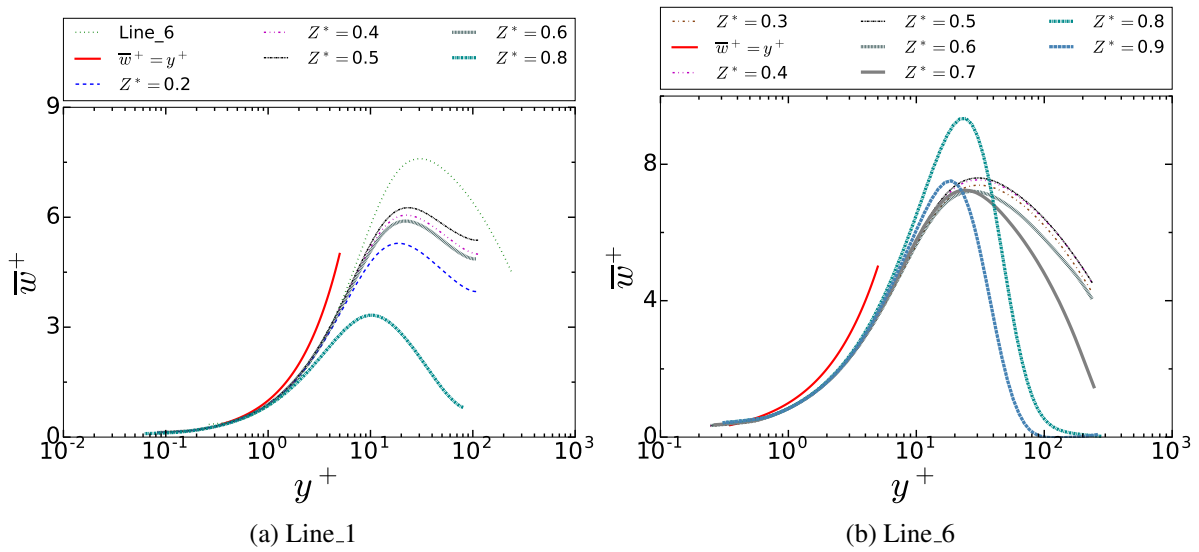 Line_6
w̅⁺ = y⁺
Z* = 0.2
Z* = 0.4
Z* = 0.5
Z* = 0.6
Z* = 0.8
9
6
3
0
w̅⁺
10⁻² 10⁻¹ 10⁰ 10¹ 10² 10³
y⁺
(a) Line_1
Z* = 0.3
w̅⁺ = y⁺
Z* = 0.4
Z* = 0.5
Z* = 0.6
Z* = 0.7
Z* = 0.8
Z* = 0.9
8
4
0
w̅⁺
10⁻¹ 10⁰ 10¹ 10² 10³
y⁺
(b) Line_6